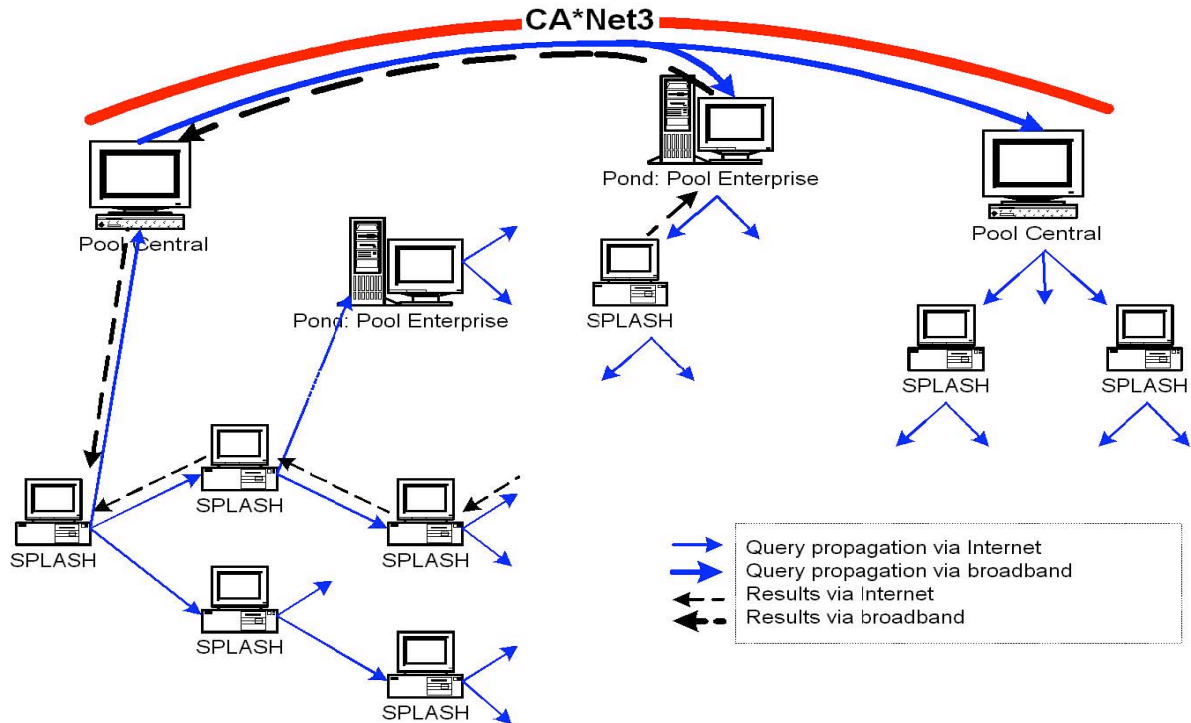 CA*Net3
Pond: Pool Enterprise
Pool Central
Pool Central
SPLASH
Pond: Pool Enterprise
SPLASH
SPLASH
SPLASH
SPLASH
SPLASH
SPLASH
SPLASH
Query propagation via Internet
Query propagation via broadband
Results via Internet
Results via broadband